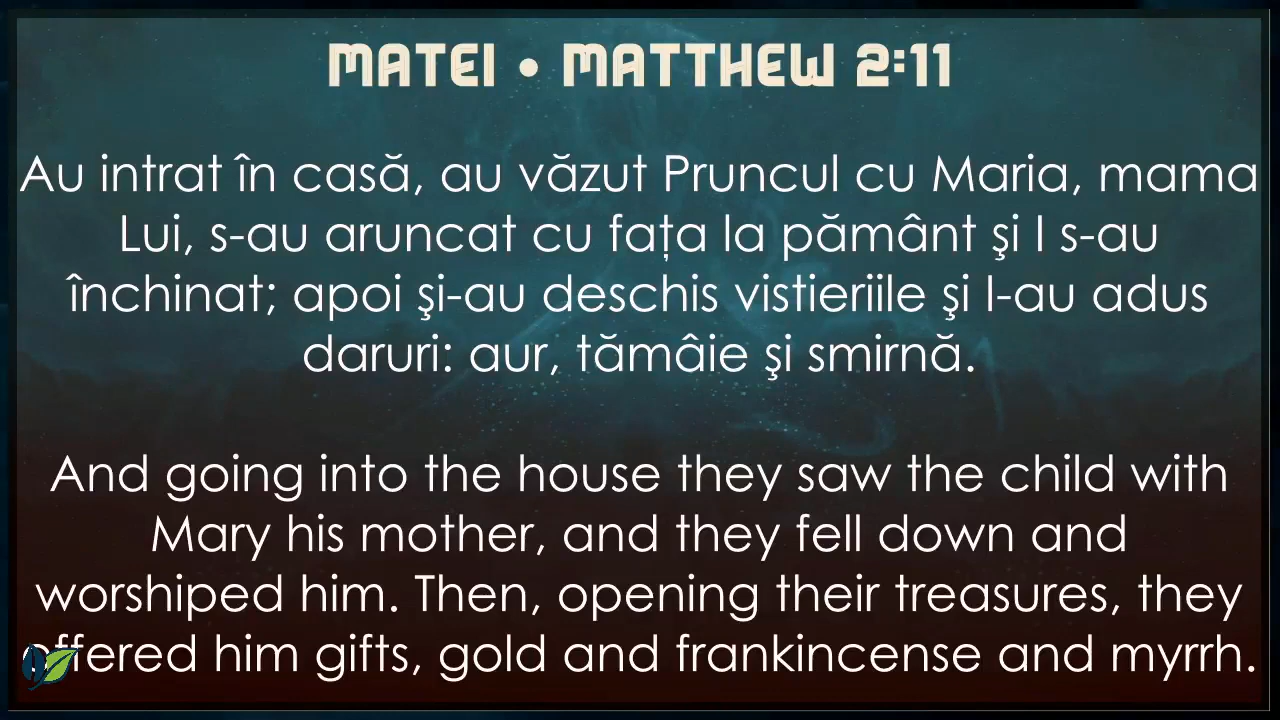 MATEI • MATTHEW 2:11
Au intrat în casă, au văzut Pruncul cu Maria, mama
Lui, s-au aruncat cu fața la pământ şi I s-au
închinat; apoi şi-au deschis vistieriile şi I-au adus
daruri: aur, tămâie şi smirnă.
And going into the house they saw the child with
Mary his mother, and they fell down and
worshiped him. Then, opening their treasures, they
offered him gifts, gold and frankincense and myrrh.